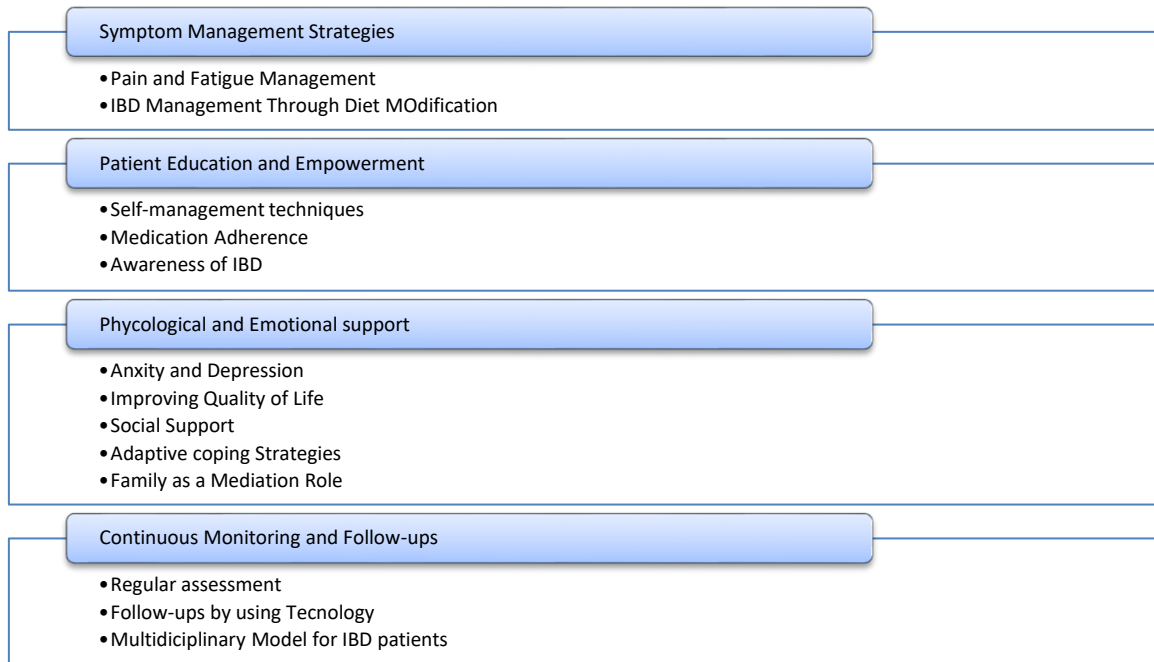 Symptom Management Strategies
•Pain and Fatigue Management
•IBD Management Through Diet MOdification
Patient Education and Empowerment
•Self-management techniques
•Medication Adherence
•Awareness of IBD
Phycological and Emotional support
•Anxity and Depression
•Improving Quality of Life
•Social Support
•Adaptive coping Strategies
•Family as a Mediation Role
Continuous Monitoring and Follow-ups
•Regular assessment
•Follow-ups by using Tecnology
•Multidiciplinary Model for IBD patients